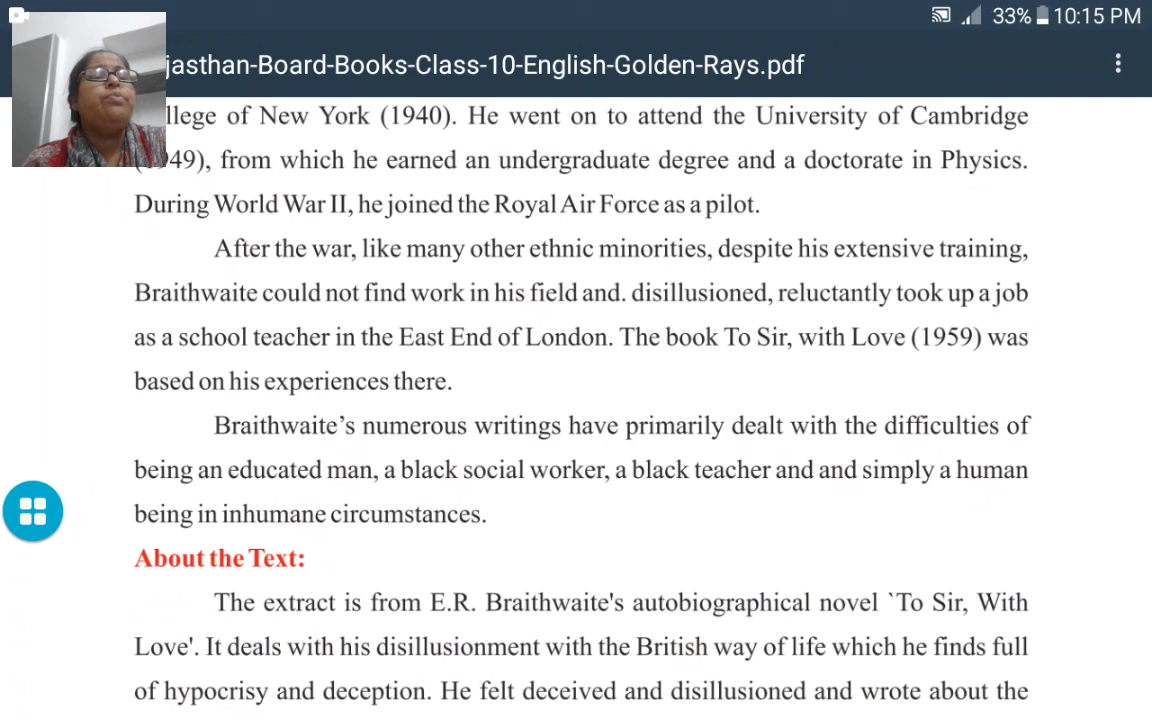 33% 10:15 PM
jasthan-Board-Books-Class-10-English-Golden-Rays.pdf
llege of New York (1940). He went on to attend the University of Cambridge
49), from which he earned an undergraduate degree and a doctorate in Physics.
During World War II, he joined the Royal Air Force as a pilot.
After the war, like many other ethnic minorities, despite his extensive training,
Braithwaite could not find work in his field and. disillusioned, reluctantly took up a job
as a school teacher in the East End of London. The book To Sir, with Love (1959) was
based on his experiences there.
Braithwaite’s numerous writings have primarily dealt with the difficulties of
being an educated man, a black social worker, a black teacher and and simply a human
being in inhumane circumstances.
About the Text:
The extract is from E.R. Braithwaite's autobiographical novel `To Sir, With
Love'. It deals with his disillusionment with the British way of life which he finds full
of hypocrisy and deception. He felt deceived and disillusioned and wrote about the